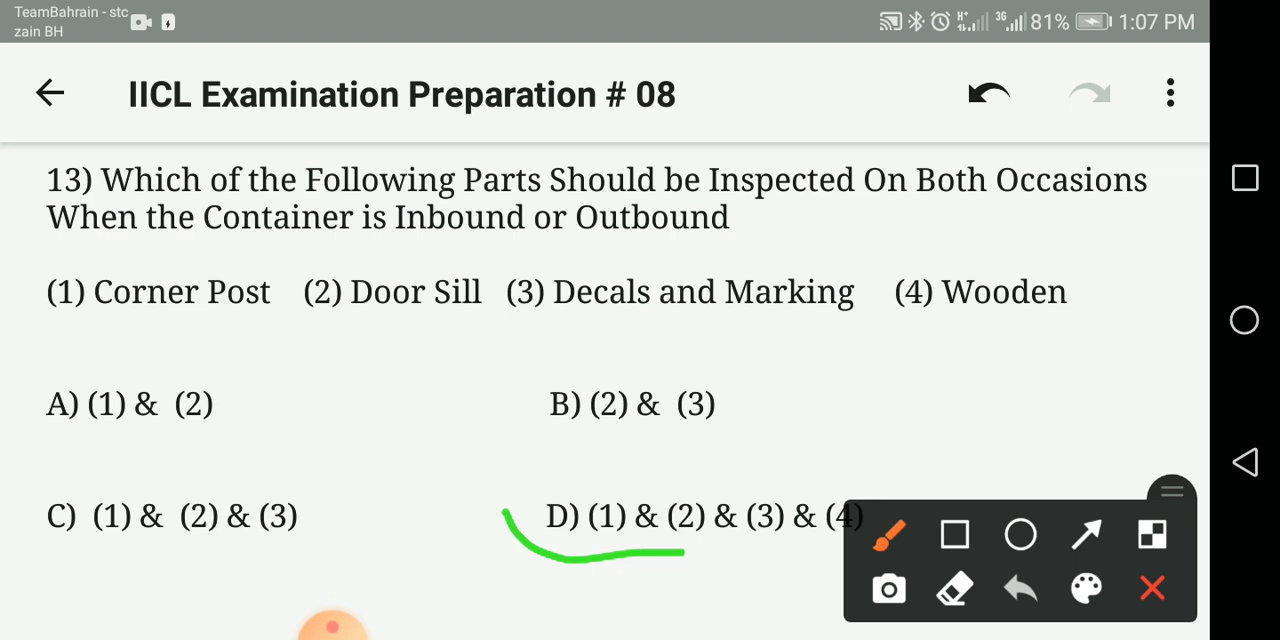 TeamBahrain - stc
zain BH
H+
3G
81%
1:07 PM
IICL Examination Preparation # 08
13) Which of the Following Parts Should be Inspected On Both Occasions
When the Container is Inbound or Outbound
(1) Corner Post (2) Door Sill (3) Decals and Marking (4) Wooden
A) (1) & (2) B) (2) & (3)
C) (1) & (2) & (3) D) (1) & (2) & (3) & (4)